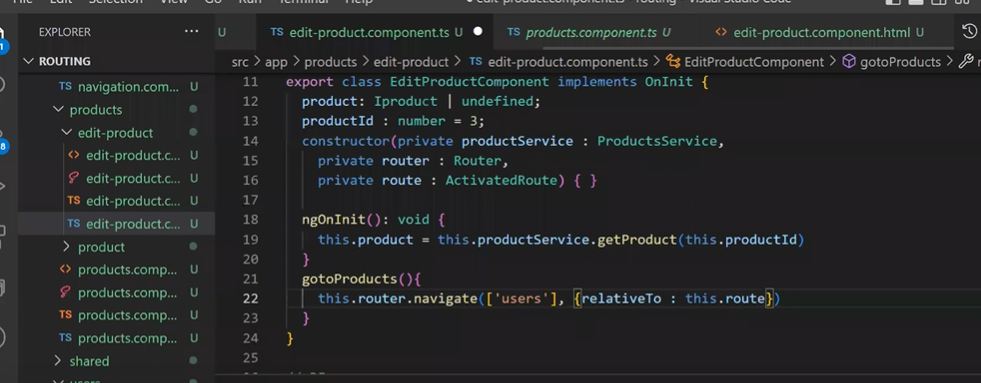 File Edit Selection View Go Run Terminal Help edit-product.component.ts - routing - Visual Studio Code
EXPLORER ...
U TS edit-product.component.ts U ● TS products.component.ts U <> edit-product.component.html U
ROUTING
src > app > products > edit-product > TS edit-product.component.ts > EditProductComponent > gotoProducts >
TS navigation.com... U
products
edit-product
<> edit-product.c... U
edit-product.c... U
TS edit-product.c... U
TS edit-product.c... U
product
<> products.comp... U
products.comp... U
TS products.comp... U
TS products.comp... U
shared
users
1
8
11 export class EditProductComponent implements OnInit {
12 product: Iproduct | undefined;
13 productId : number = 3;
14 constructor(private productService : ProductsService,
15 private router : Router,
16 private route : ActivatedRoute) { }
17
18 ngOnInit(): void {
19 this.product = this.productService.getProduct(this.productId)
20 }
21 gotoProducts(){
22 this.router.navigate(['users'], {relativeTo : this.route})
23 }
24 }
25